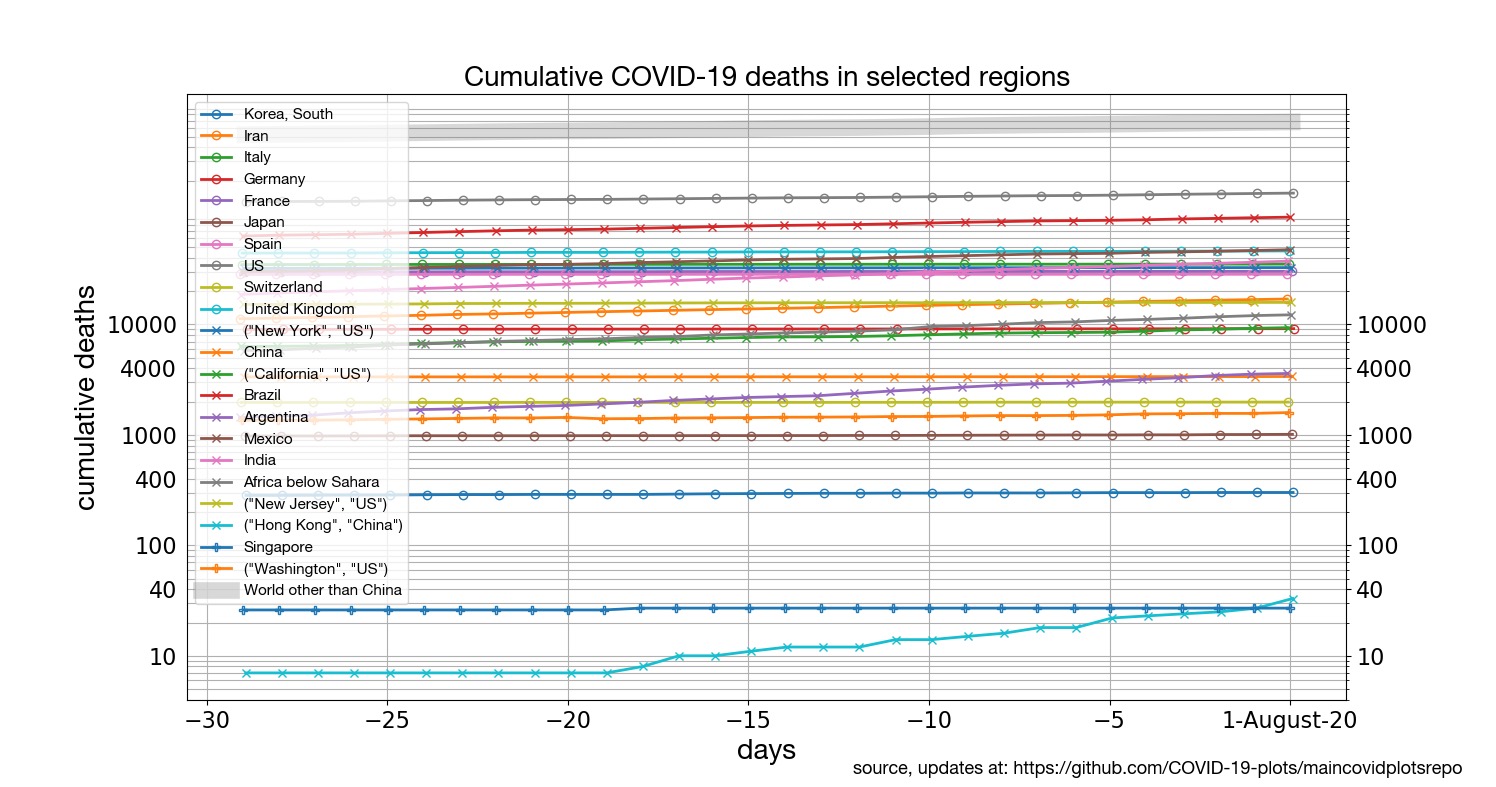 Cumulative COVID-19 deaths in selected regions
Korea, South
Iran
Italy
Germany
France
Japan
Spain
US
Switzerland
United Kingdom
("New York", "US")
China
("California", "US")
Brazil
Argentina
Mexico
India
Africa below Sahara
("New Jersey", "US")
("Hong Kong", "China")
Singapore
("Washington", "US")
World other than China
cumulative deaths
10000
4000
1000
400
100
40
10
10000
4000
1000
400
100
40
10
−30 −25 −20 −15 −10 −5 1-August-20
days
source, updates at: https://github.com/COVID-19-plots/maincovidplotsrepo